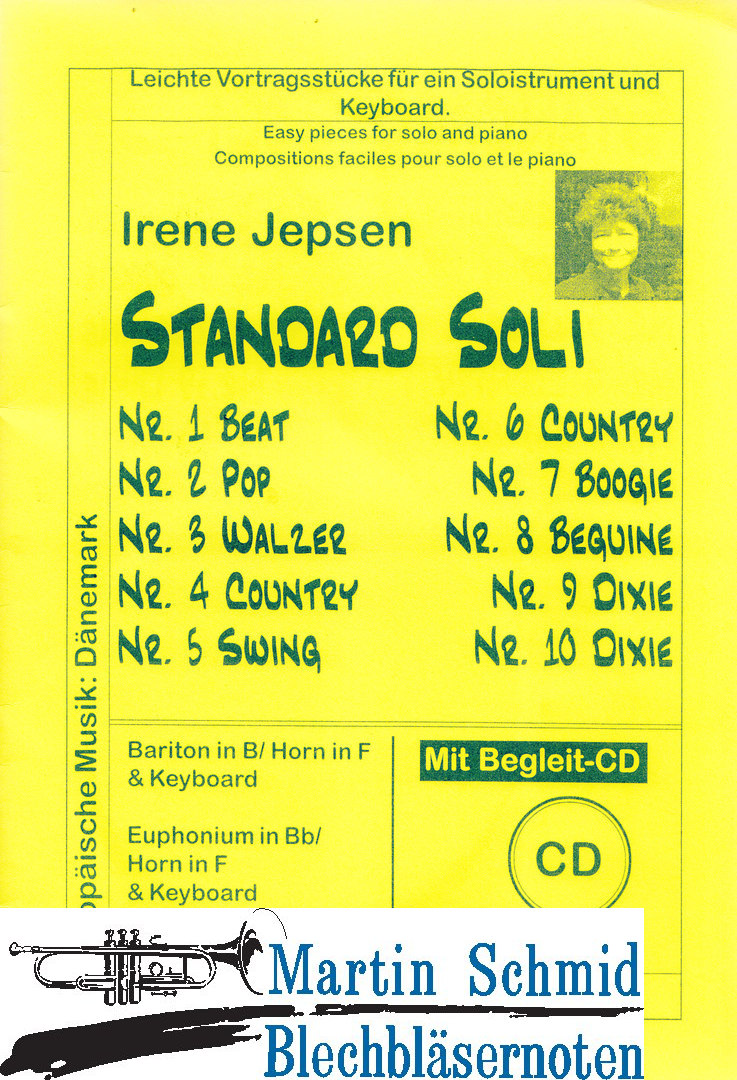 Leichte Vortragsstücke für ein Soloistrument und
Keyboard.
Easy pieces for solo and piano
Compositions faciles pour solo et le piano
Irene Jepsen
STANDARD SOLI
NR. 1 BEAT
NR. 2 POP
NR. 3 WALZER
NR. 4 COUNTRY
NR. 5 SWING
NR. 6 COUNTRY
NR. 7 BOOGIE
NR. 8 BEGUINE
NR. 9 DIXIE
NR. 10 DIXIE
Musik: Dänemark
Bariton in B/ Horn in F
& Keyboard
Euphonium in Bb/
Horn in F
& Keyboard
Mit Begleit-CD
CD
Martin Schmid
Blechbläsernoten